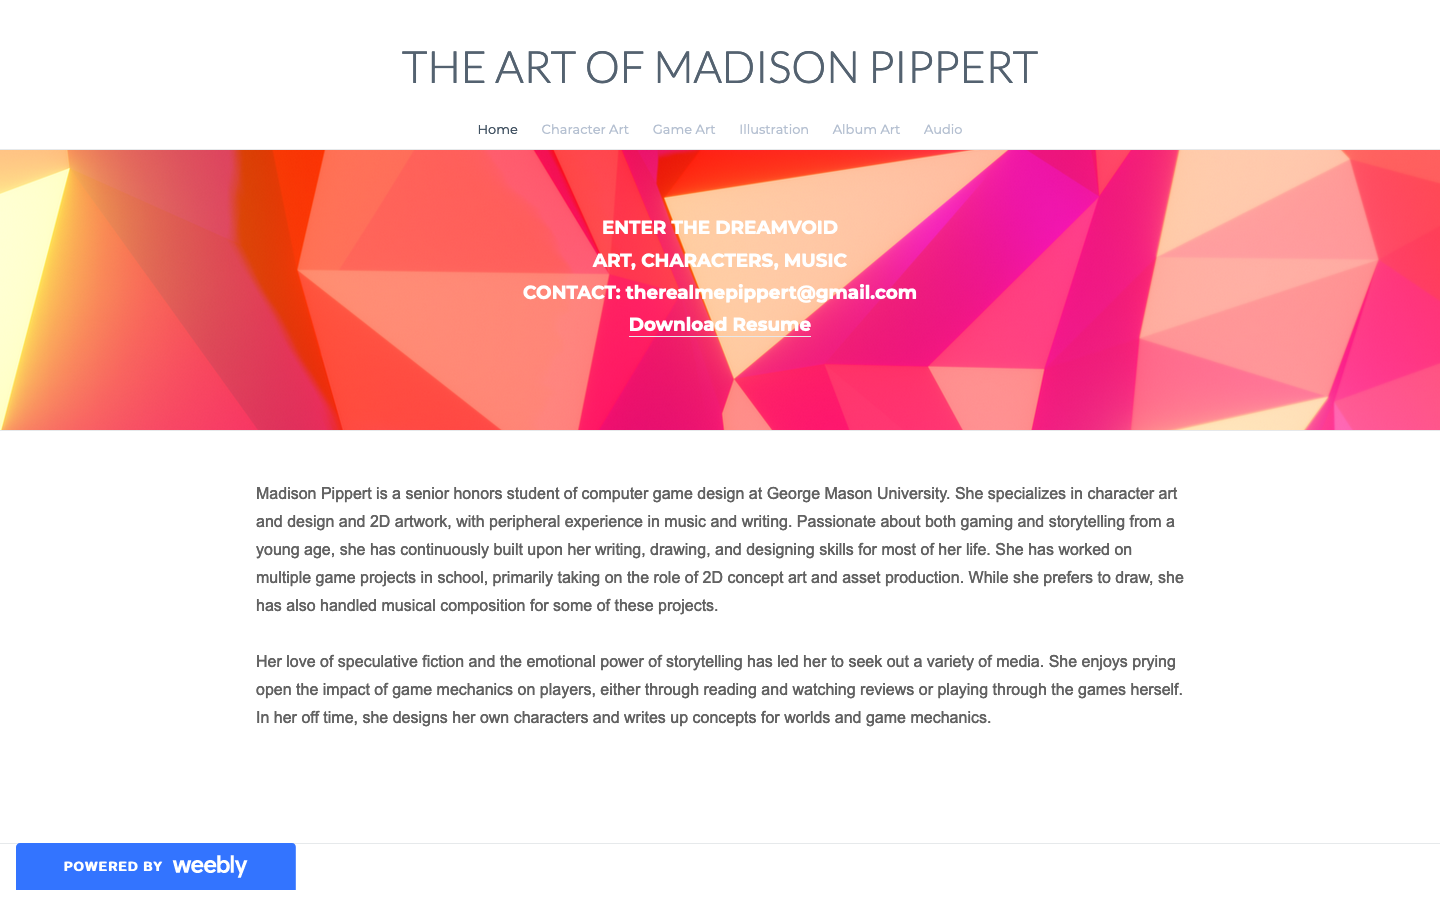 THE ART OF MADISON PIPPERT
Home Character Art Game Art Illustration Album Art Audio
ENTER THE DREAMVOID
ART, CHARACTERS, MUSIC
CONTACT: therealmepippert@gmail.com
Download Resume
Madison Pippert is a senior honors student of computer game design at George Mason University. She specializes in character art
and design and 2D artwork, with peripheral experience in music and writing. Passionate about both gaming and storytelling from a
young age, she has continuously built upon her writing, drawing, and designing skills for most of her life. She has worked on
multiple game projects in school, primarily taking on the role of 2D concept art and asset production. While she prefers to draw, she
has also handled musical composition for some of these projects.
Her love of speculative fiction and the emotional power of storytelling has led her to seek out a variety of media. She enjoys prying
open the impact of game mechanics on players, either through reading and watching reviews or playing through the games herself.
In her off time, she designs her own characters and writes up concepts for worlds and game mechanics.
POWERED BY weebly